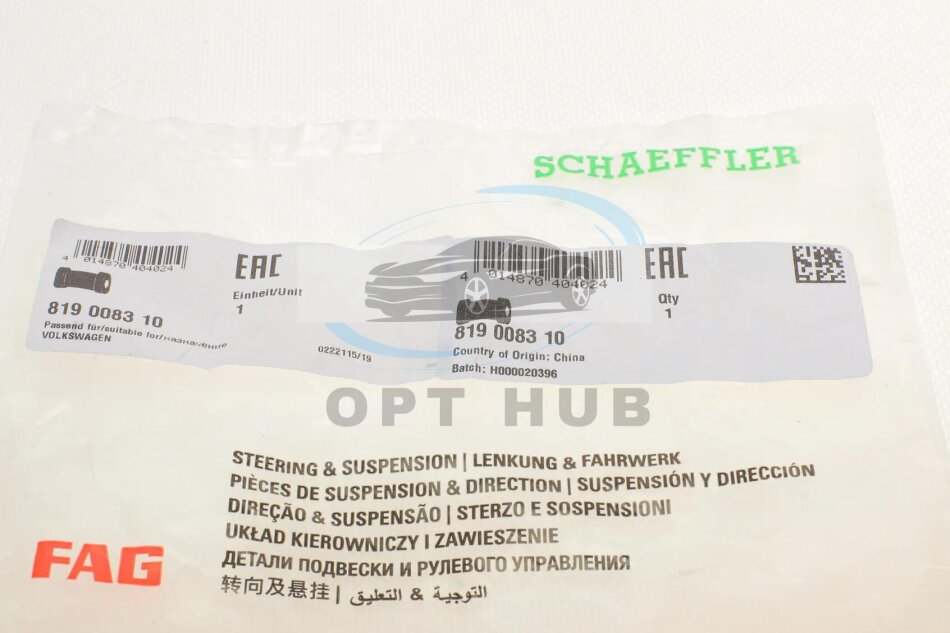 SCHAEFFLER
4 014870 404024
EAC
Einheit/Unit
1
819 0083 10
Passend für/suitable for/назначение
VOLKSWAGEN
0222115/19
4 014870 404024
EAC
Qty
1
819 0083 10
Country of Origin: China
Batch: H000020396
OPT HUB
STEERING & SUSPENSION | LENKUNG & FAHRWERK
PIÈCES DE SUSPENSION & DIRECTION | SUSPENSIÓN Y DIRECCIÓN
DIREÇÃO & SUSPENSÃO | STERZO E SOSPENSIONI
UKŁAD KIEROWNICZY I ZAWIESZENIE
ДЕТАЛИ ПОДВЕСКИ И РУЛЕВОГО УПРАВЛЕНИЯ
转向及悬挂 | التوجية & التعليق
FAG